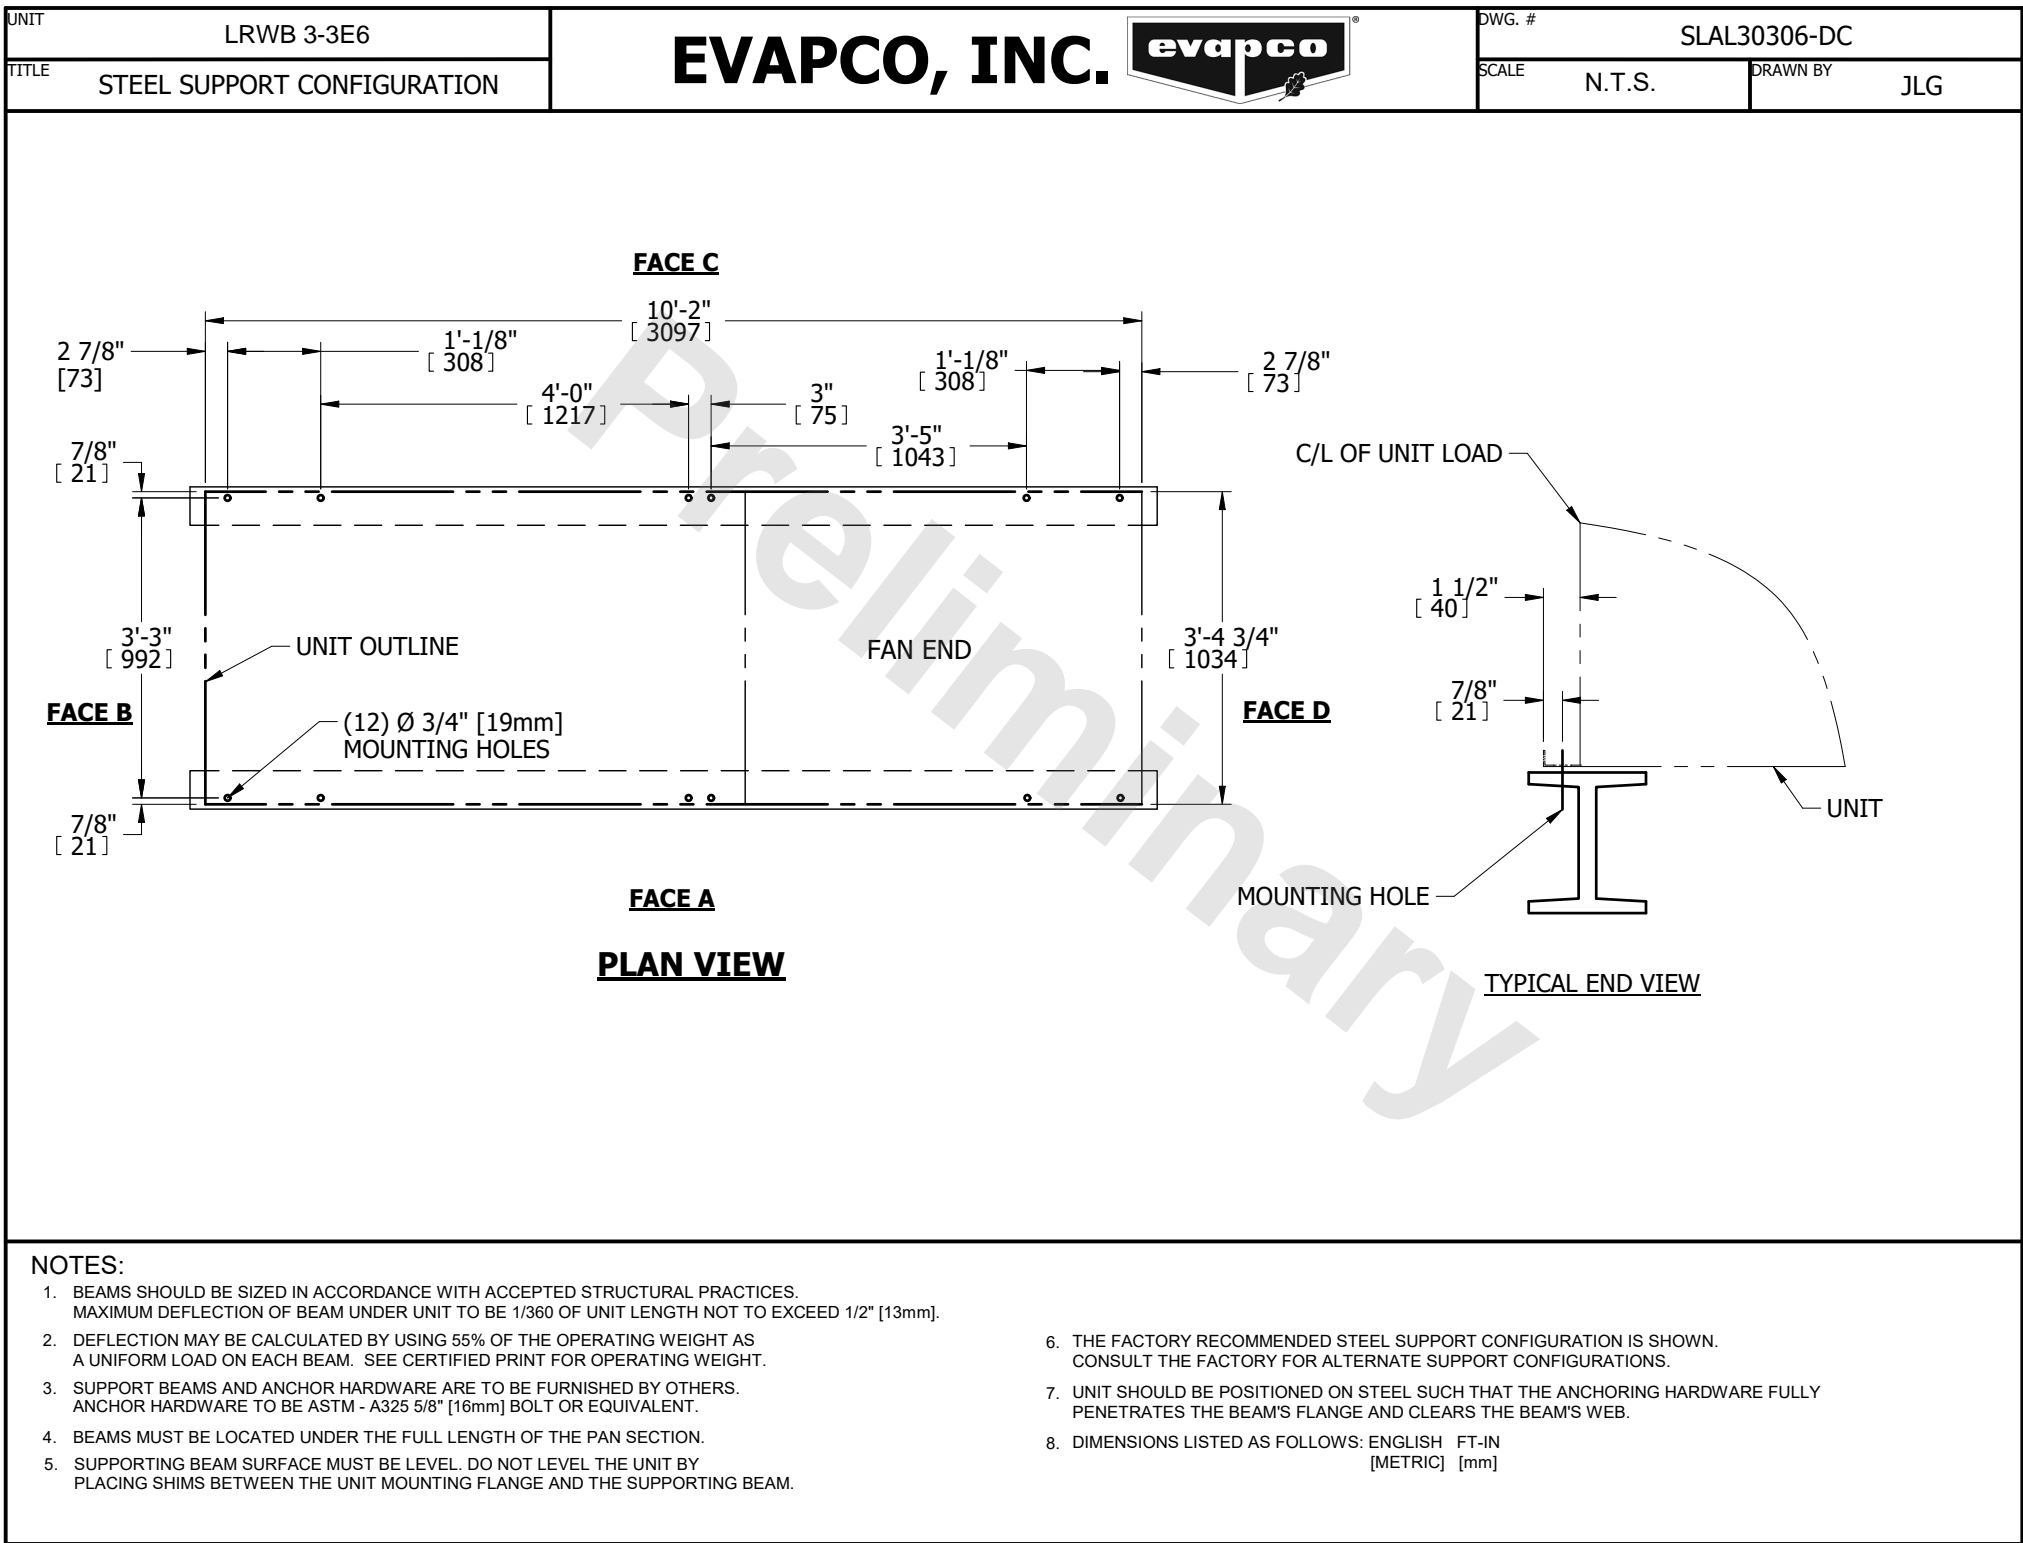 UNIT
LRWB 3-3E6
TITLE
STEEL SUPPORT CONFIGURATION
EVAPCO, INC.
evapco
®
DWG. #
SLAL30306-DC
SCALE
N.T.S.
DRAWN BY
JLG
FACE C
10'-2"
[ 3097]
2 7/8"
[73]
1'-1/8"
[ 308]
1'-1/8"
[ 308]
2 7/8"
[ 73]
4'-0"
[ 1217]
3"
[ 75]
3'-5"
[ 1043]
7/8"
[ 21]
C/L OF UNIT LOAD
1 1/2"
[ 40]
3'-3"
[ 992]
UNIT OUTLINE
FAN END
3'-4 3/4"
[ 1034]
7/8"
[ 21]
FACE B
FACE D
(12) Ø 3/4" [19mm]
MOUNTING HOLES
7/8"
[ 21]
UNIT
MOUNTING HOLE
FACE A
PLAN VIEW
TYPICAL END VIEW
Preliminary
NOTES:
1. BEAMS SHOULD BE SIZED IN ACCORDANCE WITH ACCEPTED STRUCTURAL PRACTICES.
MAXIMUM DEFLECTION OF BEAM UNDER UNIT TO BE 1/360 OF UNIT LENGTH NOT TO EXCEED 1/2" [13mm].
2. DEFLECTION MAY BE CALCULATED BY USING 55% OF THE OPERATING WEIGHT AS
A UNIFORM LOAD ON EACH BEAM. SEE CERTIFIED PRINT FOR OPERATING WEIGHT.
3. SUPPORT BEAMS AND ANCHOR HARDWARE ARE TO BE FURNISHED BY OTHERS.
ANCHOR HARDWARE TO BE ASTM - A325 5/8" [16mm] BOLT OR EQUIVALENT.
4. BEAMS MUST BE LOCATED UNDER THE FULL LENGTH OF THE PAN SECTION.
5. SUPPORTING BEAM SURFACE MUST BE LEVEL. DO NOT LEVEL THE UNIT BY
PLACING SHIMS BETWEEN THE UNIT MOUNTING FLANGE AND THE SUPPORTING BEAM.
6. THE FACTORY RECOMMENDED STEEL SUPPORT CONFIGURATION IS SHOWN.
CONSULT THE FACTORY FOR ALTERNATE SUPPORT CONFIGURATIONS.
7. UNIT SHOULD BE POSITIONED ON STEEL SUCH THAT THE ANCHORING HARDWARE FULLY
PENETRATES THE BEAM'S FLANGE AND CLEARS THE BEAM'S WEB.
8. DIMENSIONS LISTED AS FOLLOWS: ENGLISH FT-IN
[METRIC] [mm]